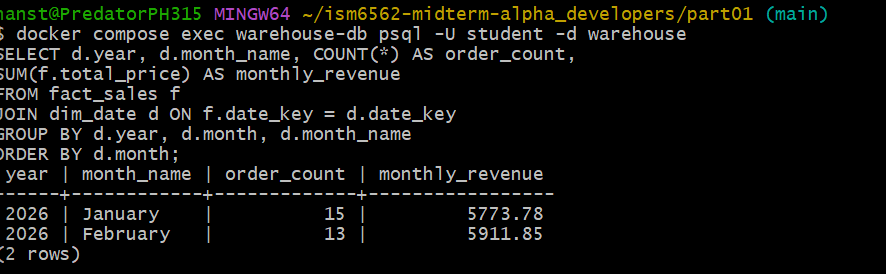 nanst@PredatorPH315 MINGW64 ~/ism6562-midterm-alpha_developers/part01 (main)
$ docker compose exec warehouse-db psql -U student -d warehouse
SELECT d.year, d.month_name, COUNT(*) AS order_count,
SUM(f.total_price) AS monthly_revenue
FROM fact_sales f
JOIN dim_date d ON f.date_key = d.date_key
GROUP BY d.year, d.month, d.month_name
ORDER BY d.month;
 year | month_name | order_count | monthly_revenue
------+------------+-------------+-----------------
 2026 | January    |          15 |         5773.78
 2026 | February   |          13 |         5911.85
(2 rows)